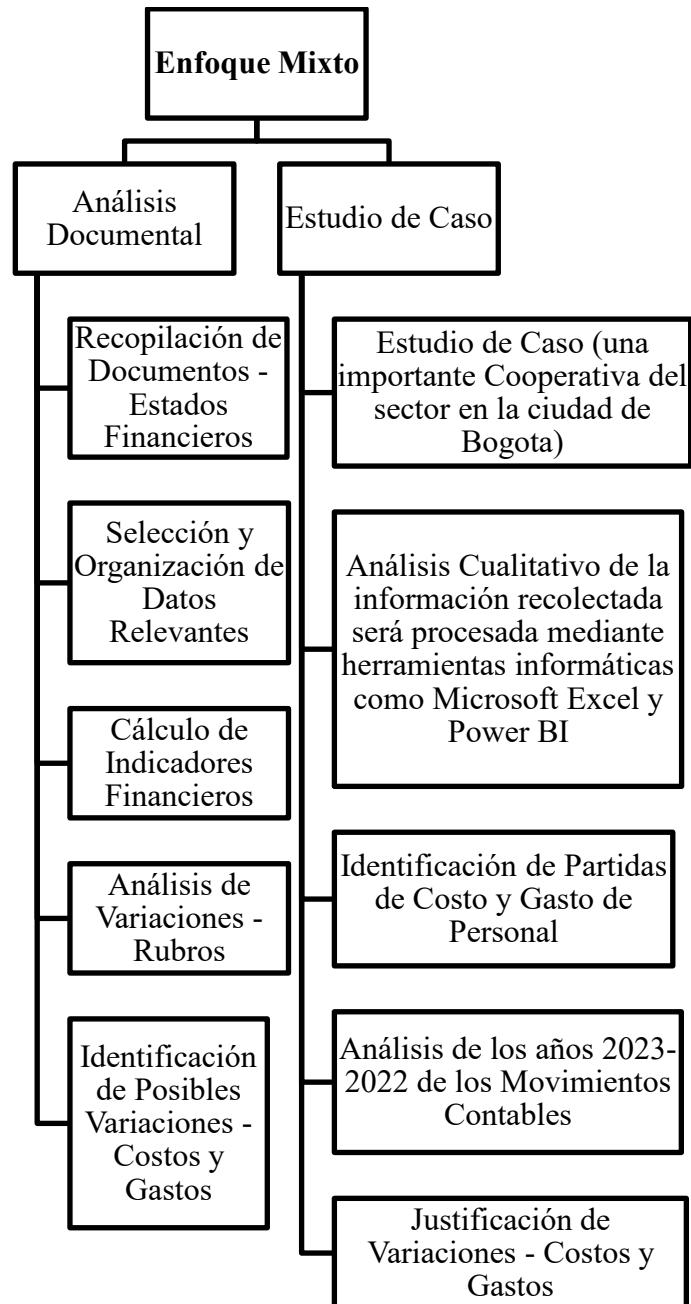 Enfoque Mixto
Análisis
Documental
Recopilación de
Documentos -
Estados
Financieros
Selección y
Organización de
Datos
Relevantes
Cálculo de
Indicadores
Financieros
Análisis de
Variaciones -
Rubros
Identificación
de Posibles
Variaciones -
Costos y
Gastos
Estudio de Caso
Estudio de Caso (una
importante Cooperativa del
sector en la ciudad de
Bogota)
Análisis Cualitativo de la
información recolectada
será procesada mediante
herramientas informáticas
como Microsoft Excel y
Power BI
Identificación de Partidas
de Costo y Gasto de
Personal
Análisis de los años 2023-
2022 de los Movimientos
Contables
Justificación de
Variaciones - Costos y
Gastos